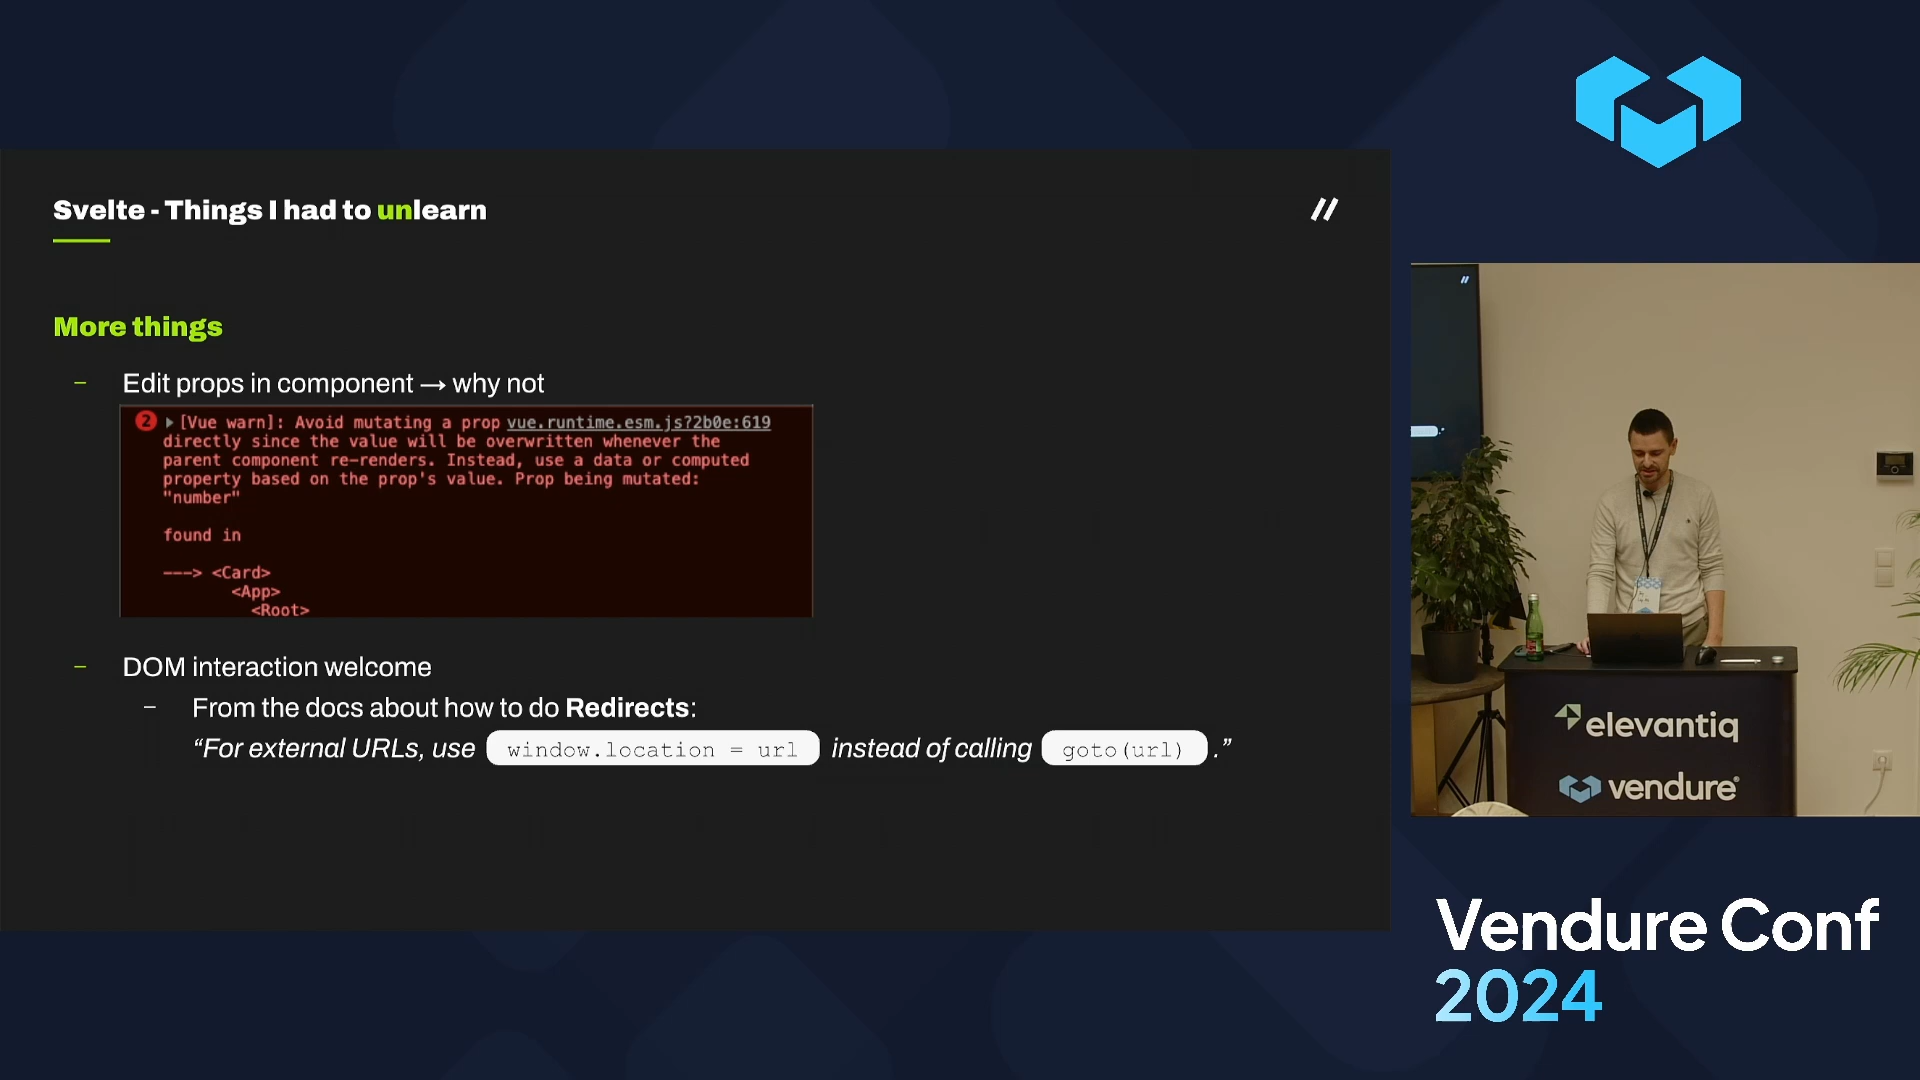 Svelte - Things I had to unlearn
//
More things
– Edit props in component → why not
2 ▶ [Vue warn]: Avoid mutating a prop vue.runtime.esm.js?2b0e:619
directly since the value will be overwritten whenever the
parent component re-renders. Instead, use a data or computed
property based on the prop's value. Prop being mutated:
"number"
found in
---> <Card>
<App>
<Root>
– DOM interaction welcome
– From the docs about how to do Redirects:
“For external URLs, use window.location = url instead of calling goto(url) .”
//
elevantiq
vendure®
Vendure Conf
2024